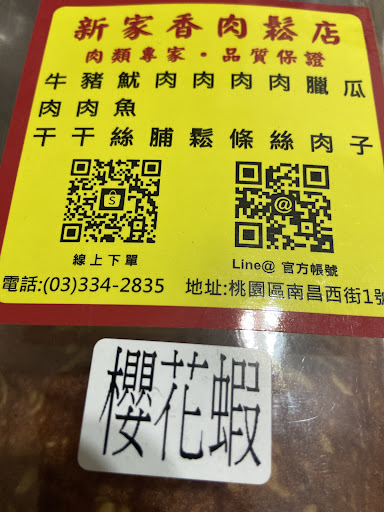 新家香肉鬆店
肉類專家·品質保證
牛豬魷肉肉肉肉臘瓜
肉肉魚
干干絲脯鬆條絲肉子
線上下單
Line@ 官方帳號
電話:(03)334-2835 地址:桃園區南昌西街1號
櫻花蝦